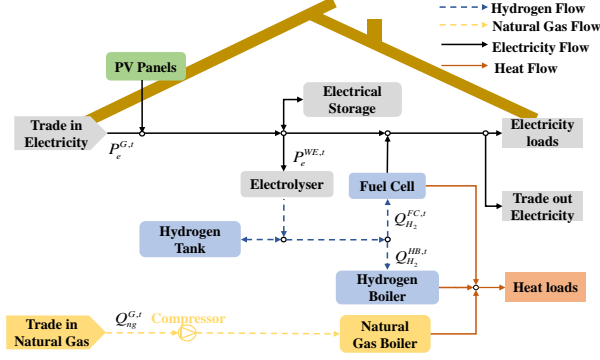 Hydrogen Flow
Natural Gas Flow
Electricity Flow
Heat Flow
PV Panels
Electrical
Storage
Trade in
Electricity
Electricity
loads
P_e^{G,t}
P_e^{WE,t}
Electrolyser
Fuel Cell
Trade out
Electricity
Q_{H_2}^{FC,t}
Hydrogen
Tank
Q_{H_2}^{HB,t}
Hydrogen
Boiler
Heat loads
Trade in
Natural Gas
Q_{ng}^{G,t}
Compressor
Natural
Gas Boiler